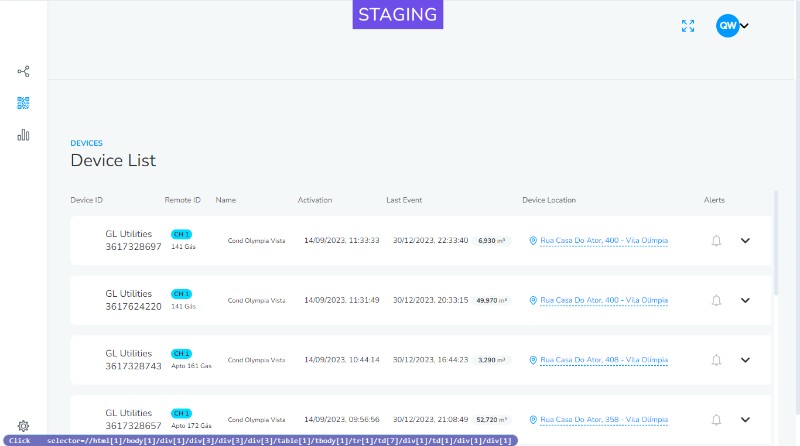 STAGING
QW
DEVICES
Device List
Device ID Remote ID Name Activation Last Event Device Location Alerts
GL Utilities 3617328697 CH 1 141 Gás Cond Olympia Vista 14/09/2023, 11:33:33 30/12/2023, 22:33:40 6,930 m³ Rua Casa Do Ator, 400 - Vila Olímpia
GL Utilities 3617624220 CH 1 141 Gás Cond Olympia Vista 14/09/2023, 11:31:49 30/12/2023, 20:33:15 49,970 m³ Rua Casa Do Ator, 400 - Vila Olímpia
GL Utilities 3617328743 CH 1 Apto 161 Gas Cond Olympia Vista 14/09/2023, 10:44:14 30/12/2023, 16:44:23 3,290 m³ Rua Casa Do Ator, 408 - Vila Olímpia
GL Utilities 3617328657 CH 1 Apto 172 Gas Cond Olympia Vista 14/09/2023, 09:56:56 30/12/2023, 21:08:49 52,720 m³ Rua Casa Do Ator, 358 - Vila Olímpia
Click selector=//html[1]/body[1]/div[1]/div[3]/div[3]/div[3]/table[1]/tbody[1]/tr[1]/td[7]/div[1]/td[1]/div[1]/div[1]